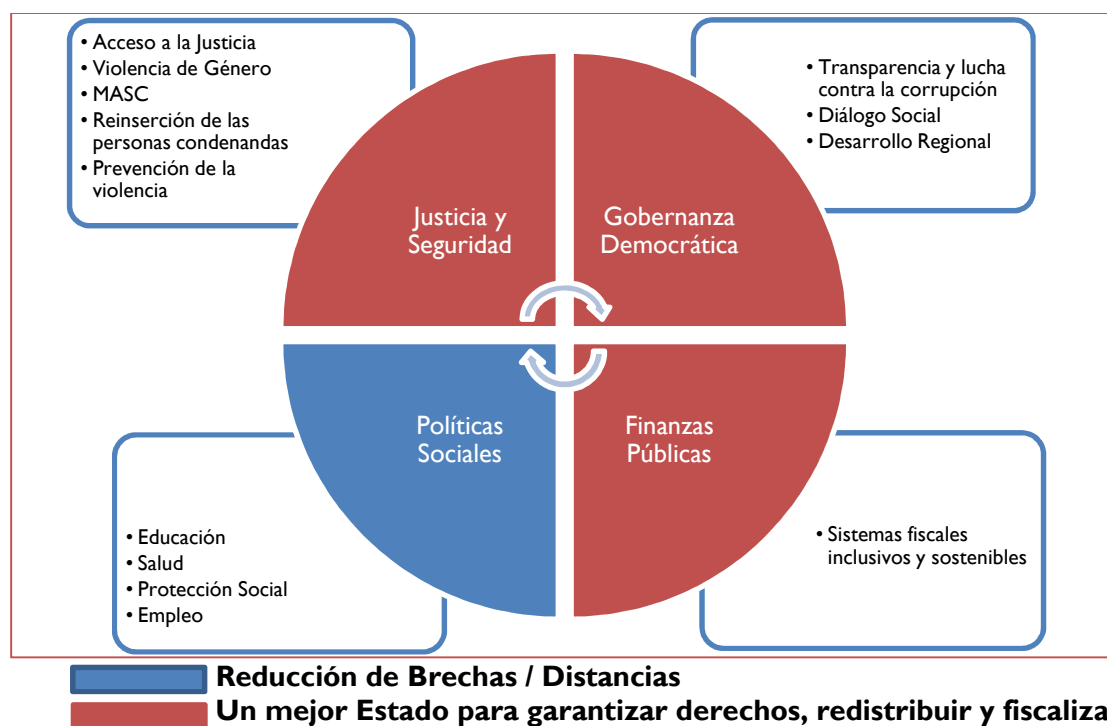 • Acceso a la Justicia
• Violencia de Género
• MASC
• Reinserción de las
personas condenandas
• Prevención de la
violencia
• Transparencia y lucha
contra la corrupción
• Diálogo Social
• Desarrollo Regional
Justicia y
Seguridad
Gobernanza
Democrática
Políticas
Sociales
Finanzas
Públicas
• Educación
• Salud
• Protección Social
• Empleo
• Sistemas fiscales
inclusivos y sostenibles
Reducción de Brechas / Distancias
Un mejor Estado para garantizar derechos, redistribuir y fiscaliza